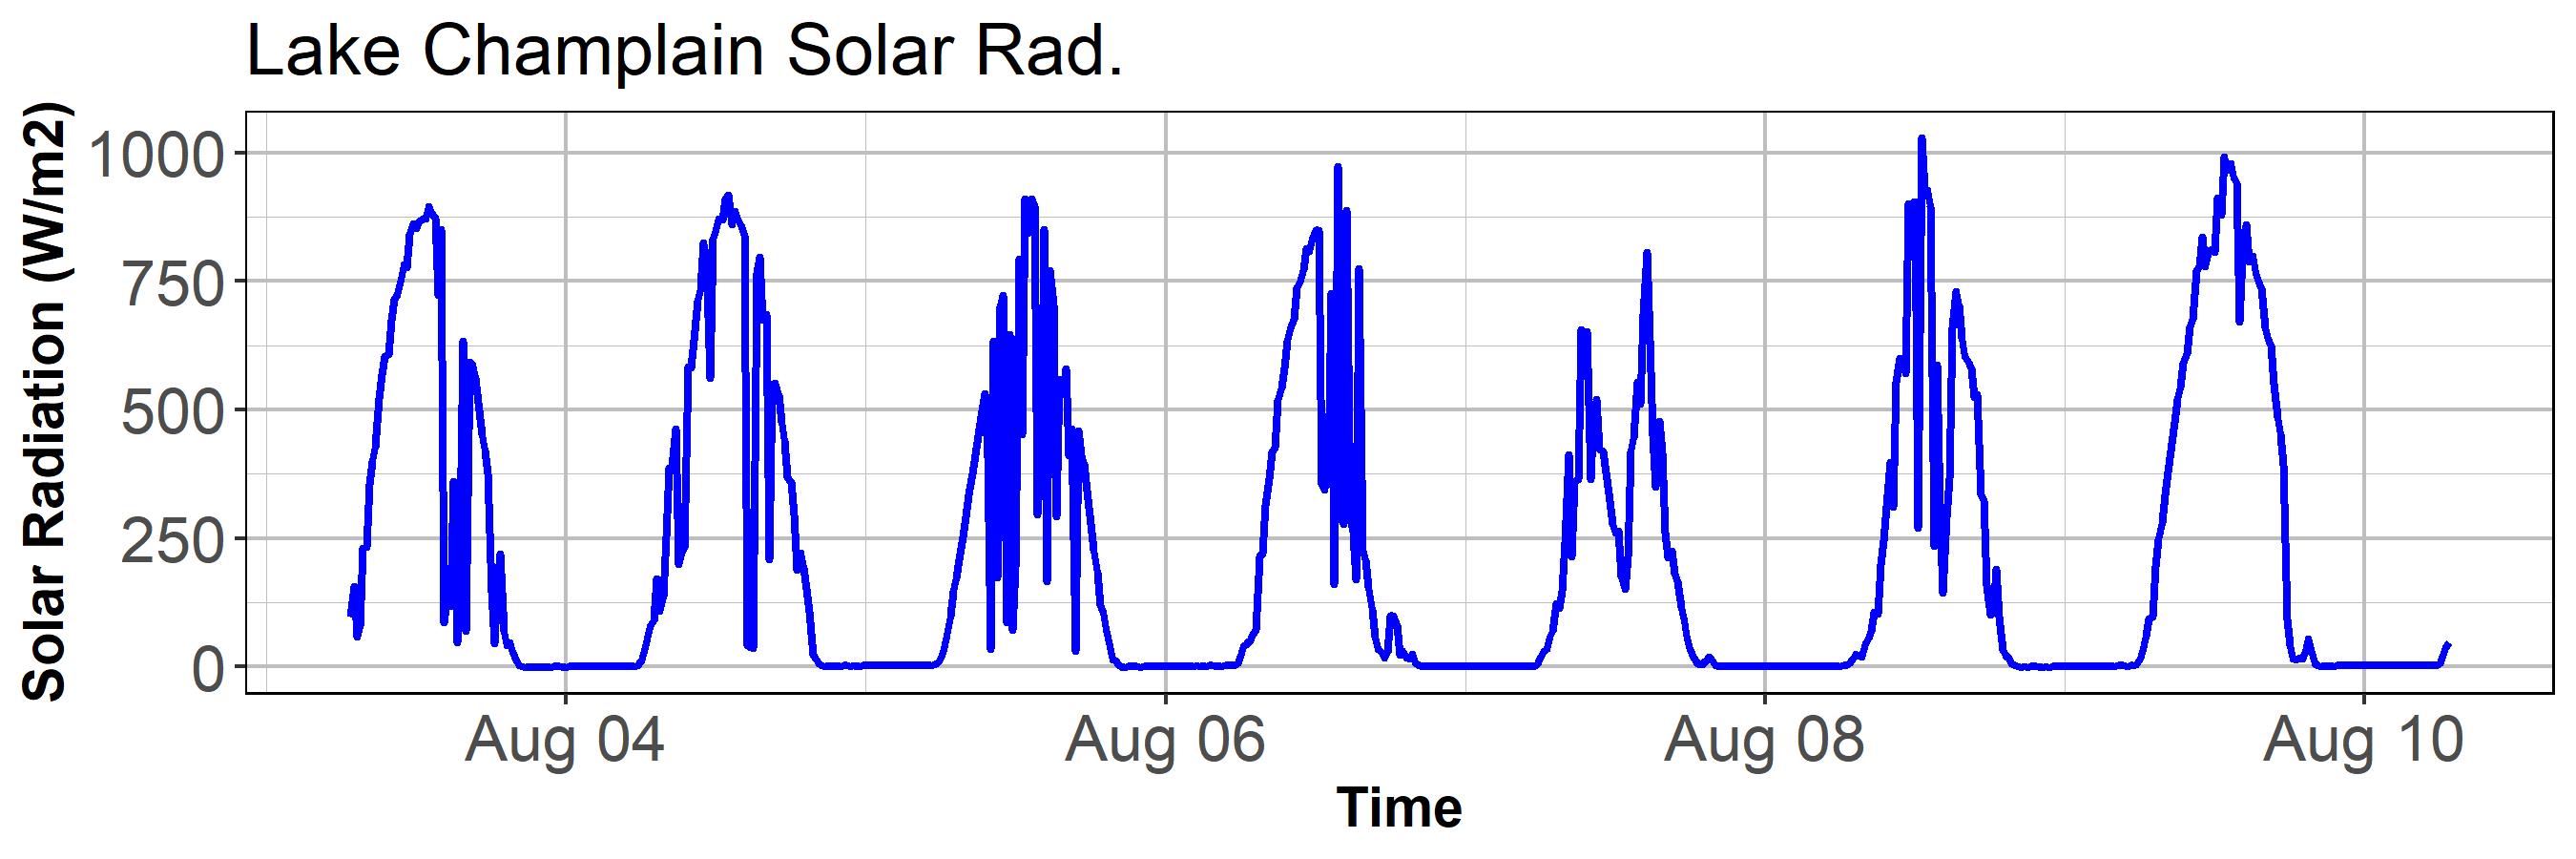 Lake Champlain Solar Rad.
Solar Radiation (W/m2)
1000
750
500
250
0
Aug 04 Aug 06 Aug 08 Aug 10
Time